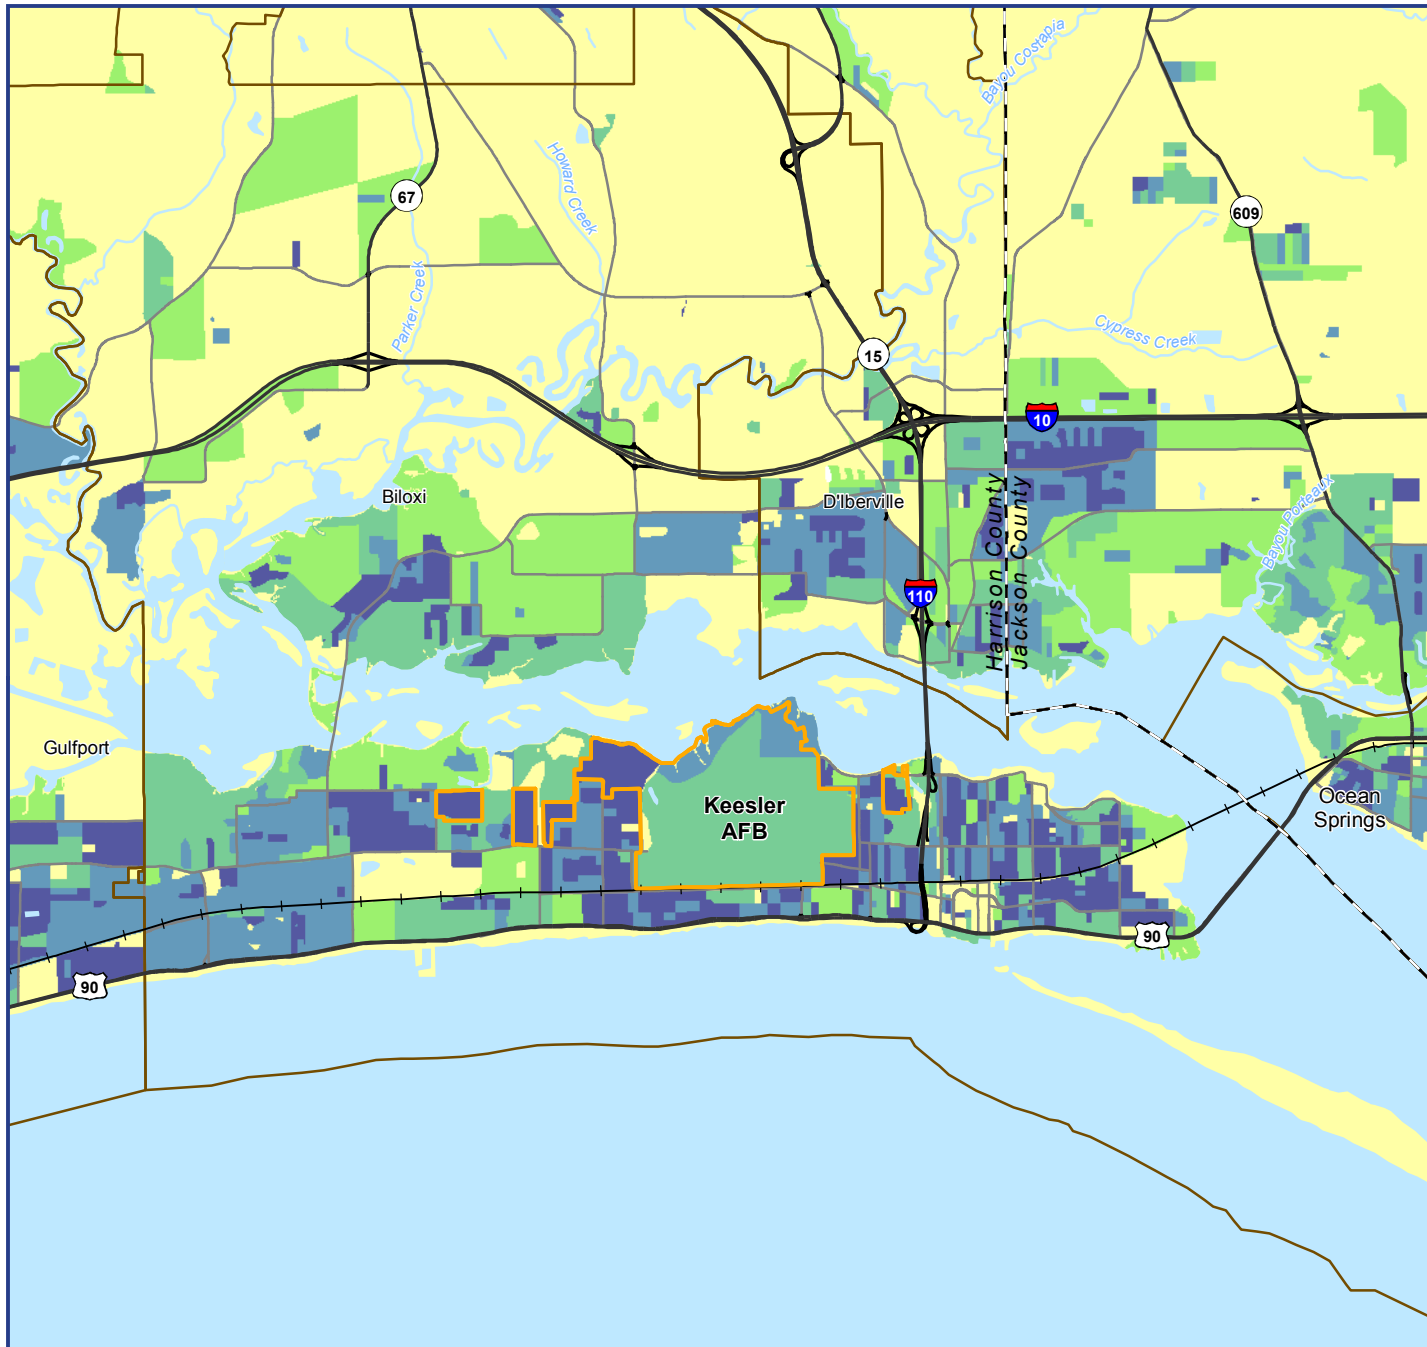 Bayou Costapia
67
Howard Creek
609
Parker Creek
Cypress Creek
15
10
Biloxi
D'Iberville
Harrison County
Jackson County
Bayou Porteaux
110
Gulfport
Keesler
AFB
Ocean
Springs
90
90